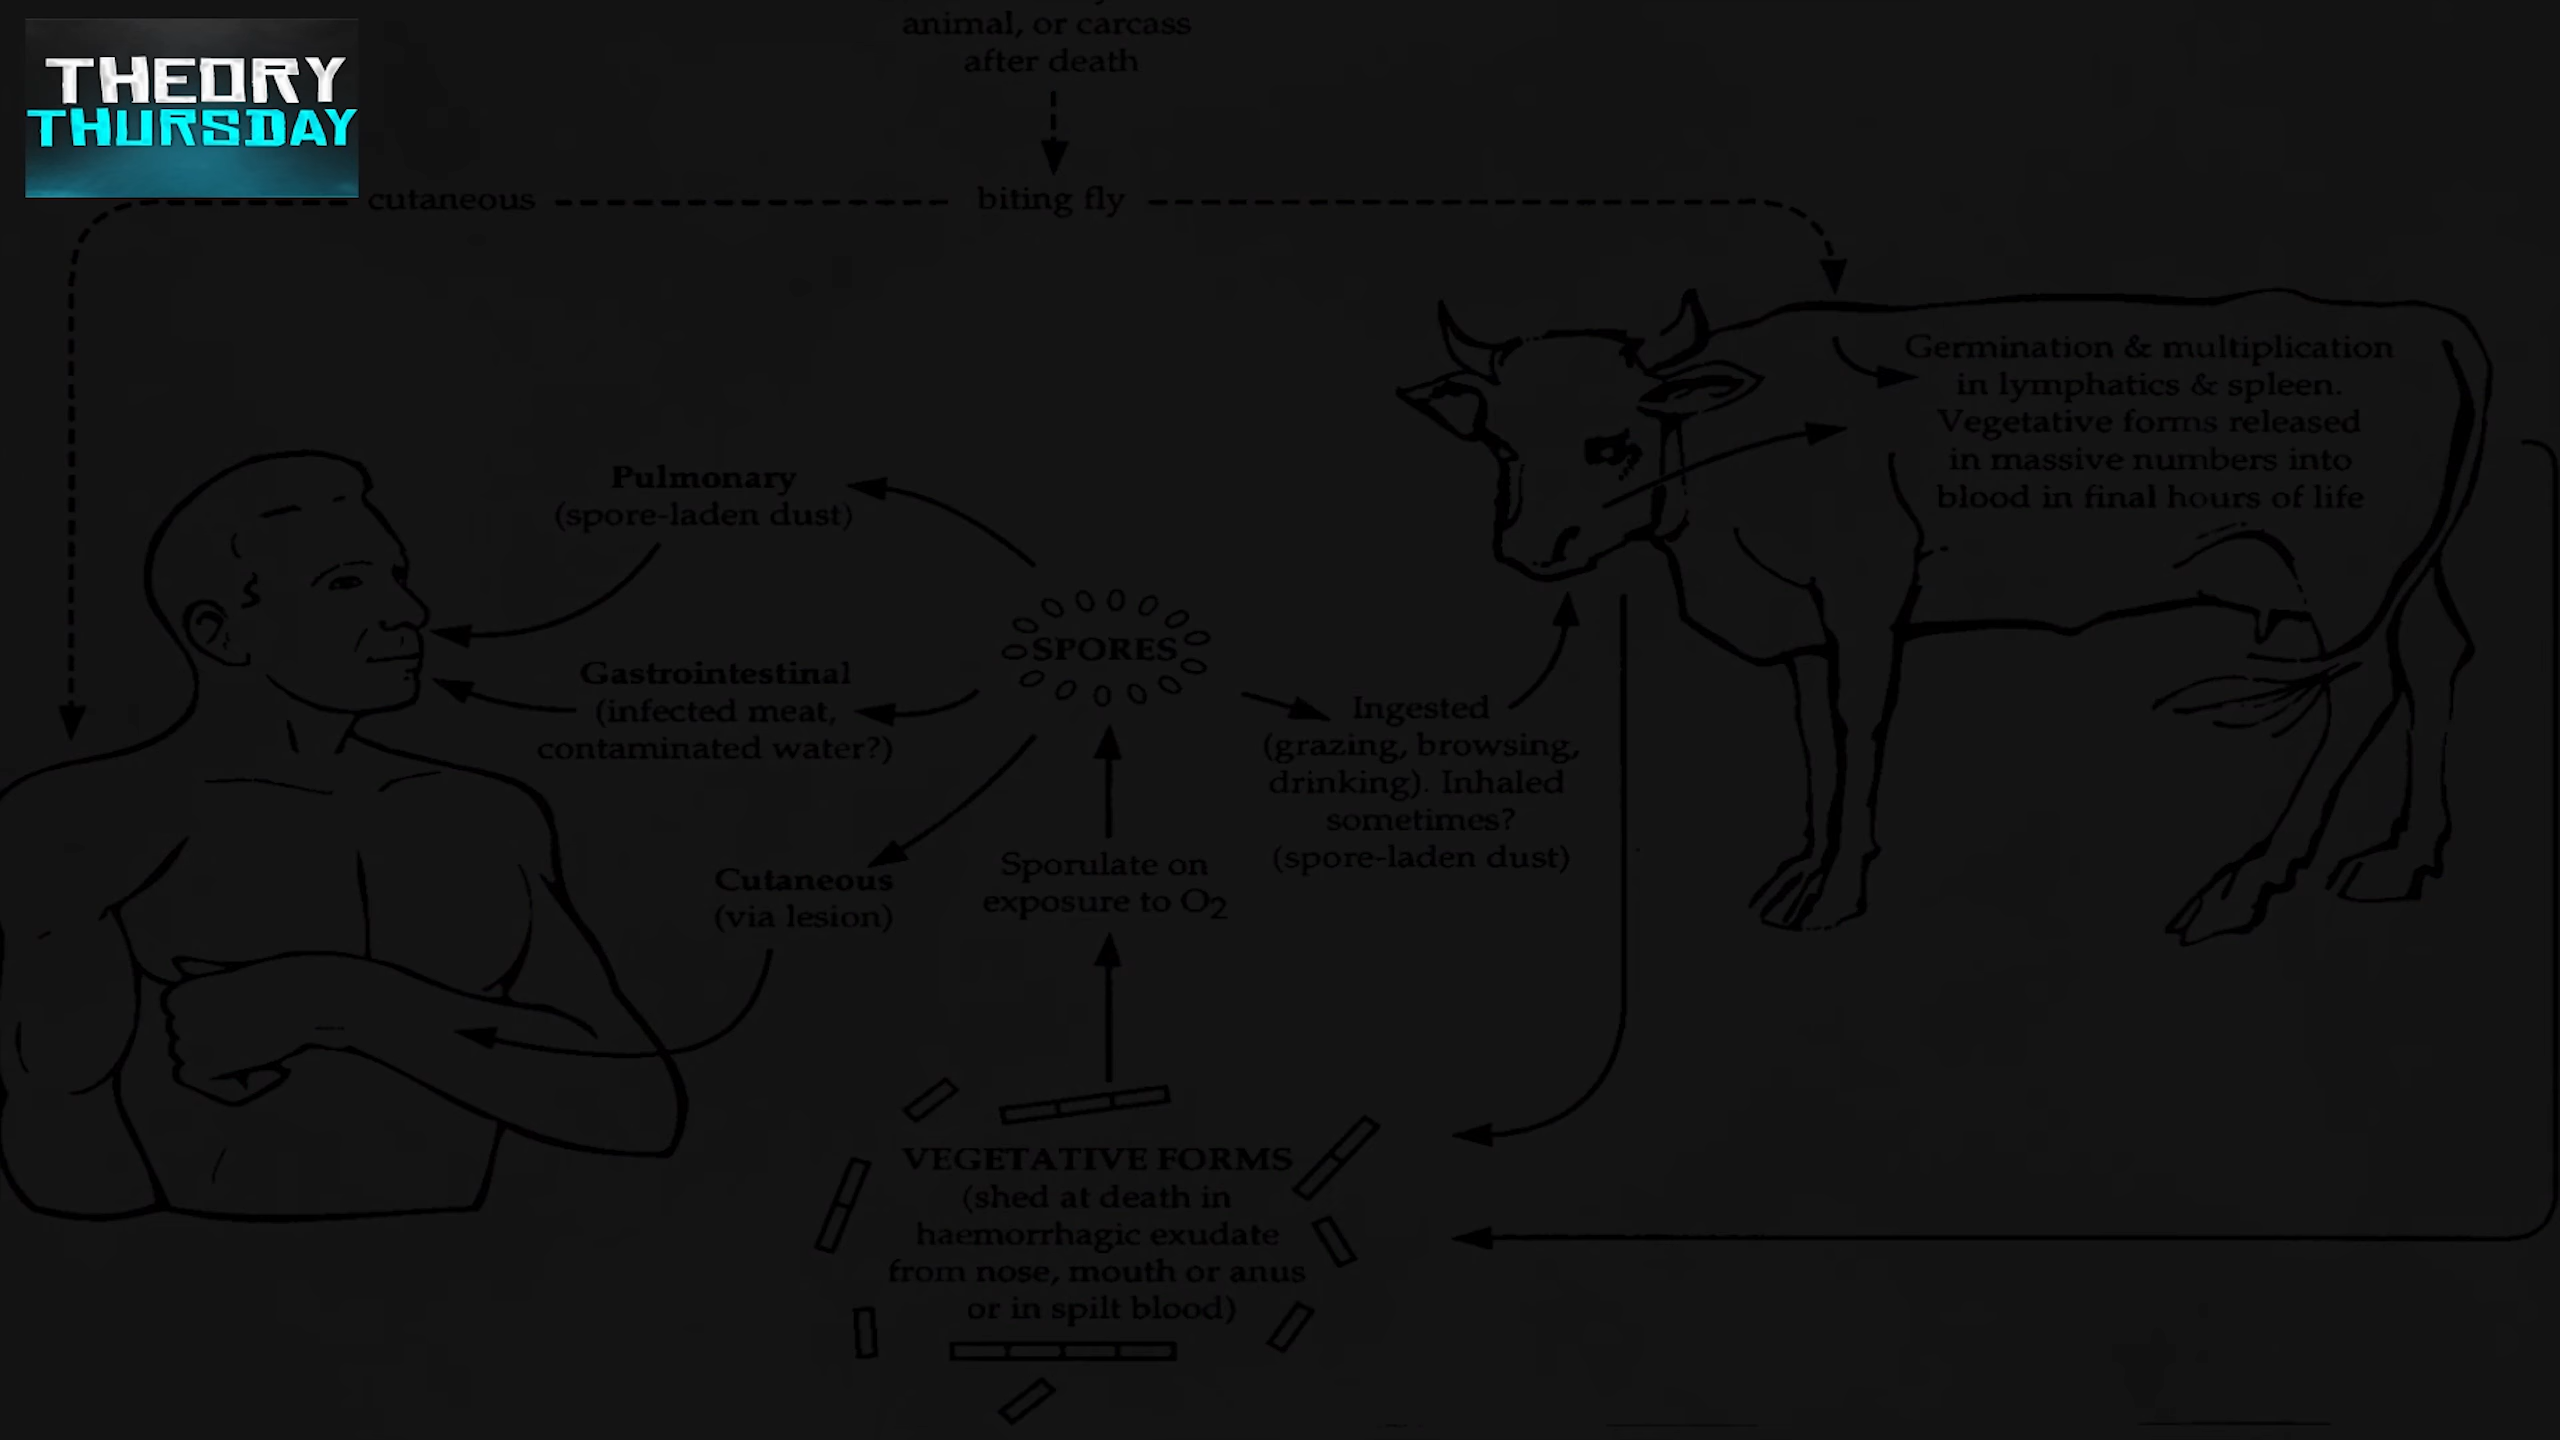 THEORY
THURSDAY
animal, or carcass
after death
cutaneous
biting fly
Germination & multiplication
in lymphatics & spleen.
Vegetative forms released
in massive numbers into
blood in final hours of life
Pulmonary
(spore-laden dust)
SPORES
Gastrointestinal
(infected meat,
contaminated water?)
Ingested
(grazing, browsing,
drinking). Inhaled
sometimes?
(spore-laden dust)
Cutaneous
(via lesion)
Sporulate on
exposure to O2
VEGETATIVE FORMS
(shed at death in
haemorrhagic exudate
from nose, mouth or anus
or in spilt blood)